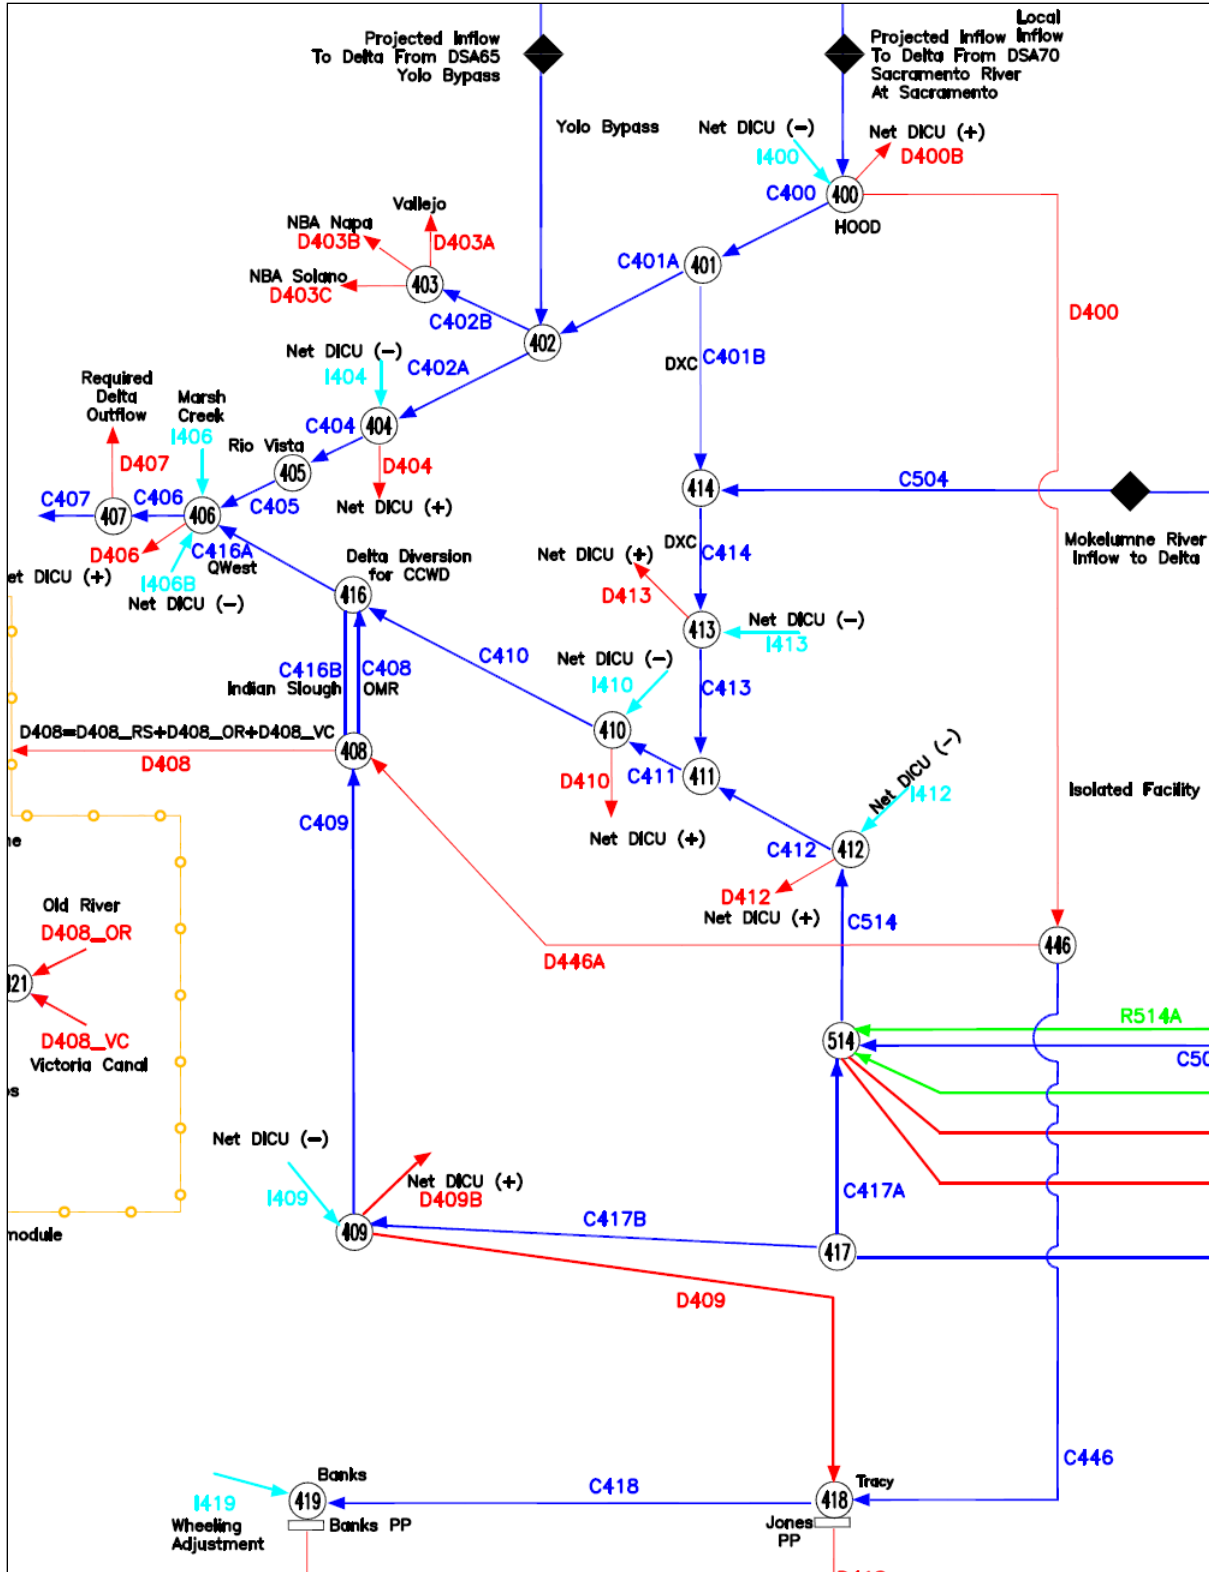 Local
Projected Inflow Inflow
To Delta From DSA70
Sacramento River
At Sacramento
Projected Inflow
To Delta From DSA65
Yolo Bypass
Yolo Bypass
Net DICU (-)
I400
Net DICU (+)
D400B
C400
400
HOOD
Vallejo
NBA Napa
D403B
D403A
NBA Solano
D403C
403
C401A
401
C402B
402
D400
Net DICU (-)
I404
C402A
DXC
C401B
Required
Delta
Outflow
Marsh
Creek
I406
C404
404
Rio Vista
405
D404
D407
C407
C406
C405
Net DICU (+)
407
406
414
C504
Mokelumne River
Inflow to Delta
D406
C416A
QWest
I406B
et DICU (+)
Net DICU (-)
Delta Diversion
for CCWD
416
DXC
C414
Net DICU (+)
D413
413
Net DICU (-)
I413
C416B
C408
Indian Slough
OMR
C410
Net DICU (-)
I410
C413
410
D408=D408_RS+D408_OR+D408_VC
D408
408
D410
C411
411
Net DICU (+)
Net DICU (-)
I412
Isolated Facility
C409
C412
412
D412
Net DICU (+)
ne
Old River
D408_OR
421
D408_VC
Victoria Canal
os
C514
446
D446A
514
R514A
C50
Net DICU (-)
I409
Net DICU (+)
D409B
409
C417B
C417A
417
module
D409
C446
Banks
419
I419
Wheeling
Adjustment
Banks PP
C418
Tracy
418
Jones
PP